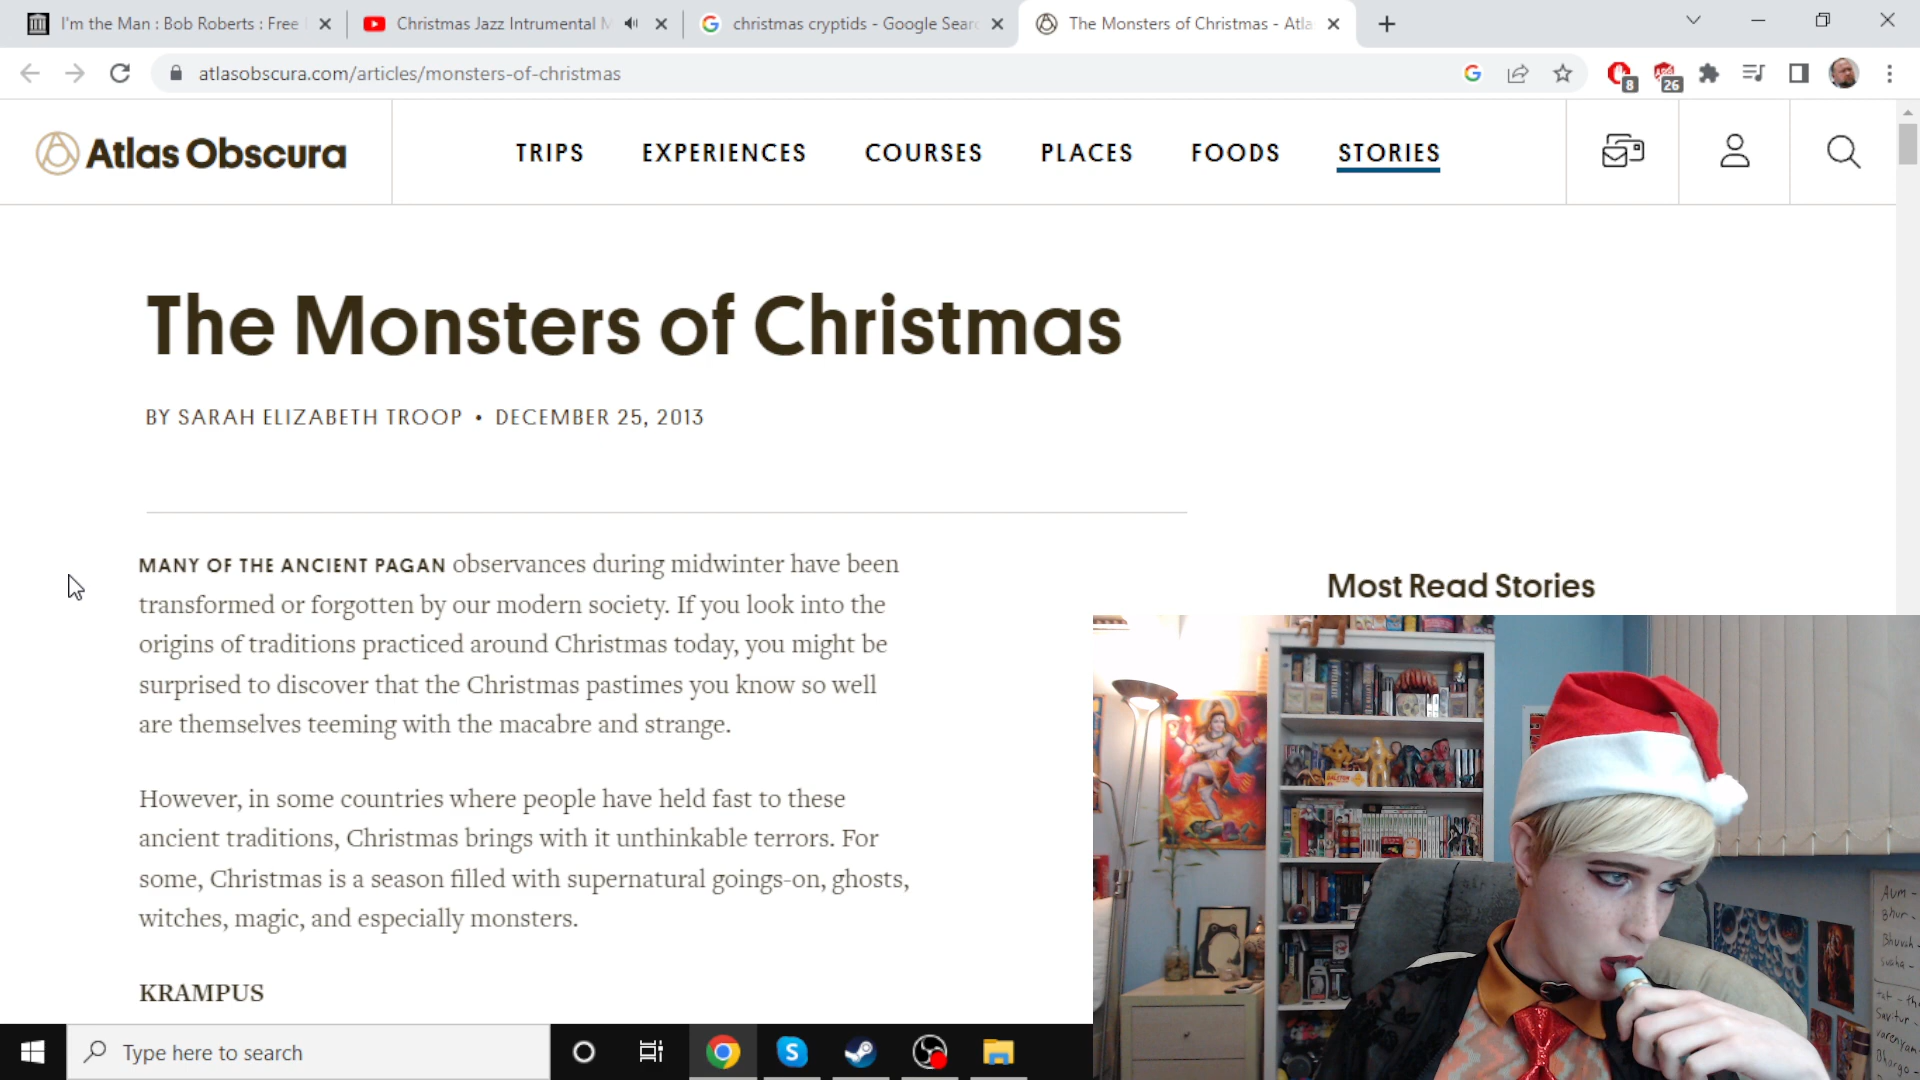 I'm the Man : Bob Roberts : Free
Christmas Jazz Intrumental M
christmas cryptids - Google Sear
The Monsters of Christmas - Atla
atlasobscura.com/articles/monsters-of-christmas
8
26
Atlas Obscura
TRIPS
EXPERIENCES
COURSES
PLACES
FOODS
STORIES
The Monsters of Christmas
BY SARAH ELIZABETH TROOP • DECEMBER 25, 2013
MANY OF THE ANCIENT PAGAN observances during midwinter have been
transformed or forgotten by our modern society. If you look into the
origins of traditions practiced around Christmas today, you might be
surprised to discover that the Christmas pastimes you know so well
are themselves teeming with the macabre and strange.
However, in some countries where people have held fast to these
ancient traditions, Christmas brings with it unthinkable terrors. For
some, Christmas is a season filled with supernatural goings-on, ghosts,
witches, magic, and especially monsters.
KRAMPUS
Most Read Stories
Aum -
Bhur -
Bhuvah -
Type here to search